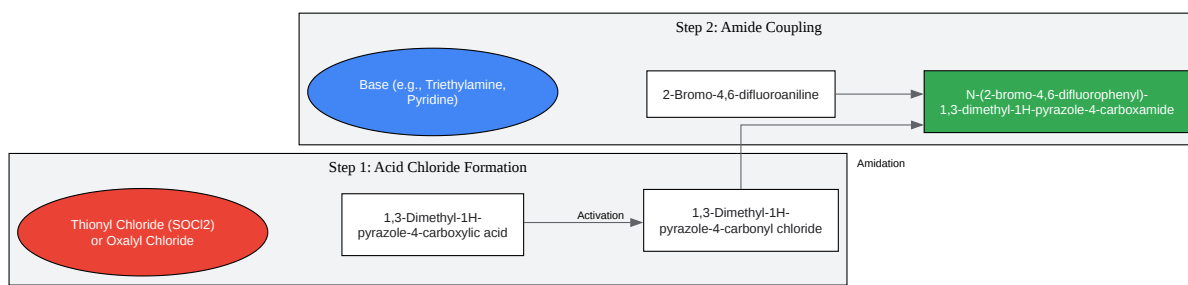 Step 2: Amide Coupling
Base (e.g., Triethylamine,
Pyridine)
2-Bromo-4,6-difluoroaniline
N-(2-bromo-4,6-difluorophenyl)-
1,3-dimethyl-1H-pyrazole-4-carboxamide
Step 1: Acid Chloride Formation
Amidation
Thionyl Chloride (SOCl2)
or Oxalyl Chloride
1,3-Dimethyl-1H-
pyrazole-4-carboxylic acid
Activation
1,3-Dimethyl-1H-
pyrazole-4-carbonyl chloride